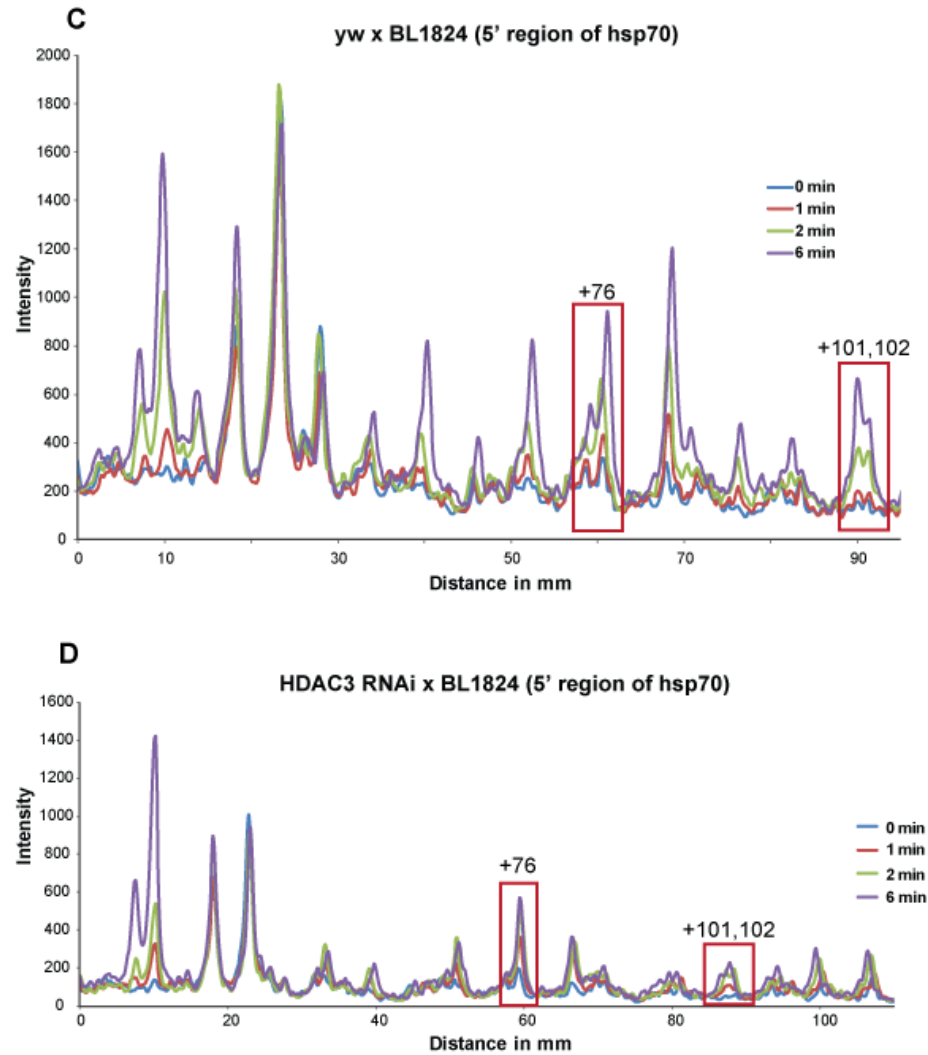 C
yw x BL1824 (5' region of hsp70)
2000
1800
1600
1400
1200
1000
800
600
400
200
0
Intensity
0 min
1 min
2 min
6 min
+76
+101,102
0 10 30 50 70 90
Distance in mm
D
HDAC3 RNAi x BL1824 (5' region of hsp70)
1600
1400
1200
1000
800
600
400
200
0
Intensity
0 min
1 min
2 min
6 min
+76
+101,102
0 20 40 60 80 100
Distance in mm